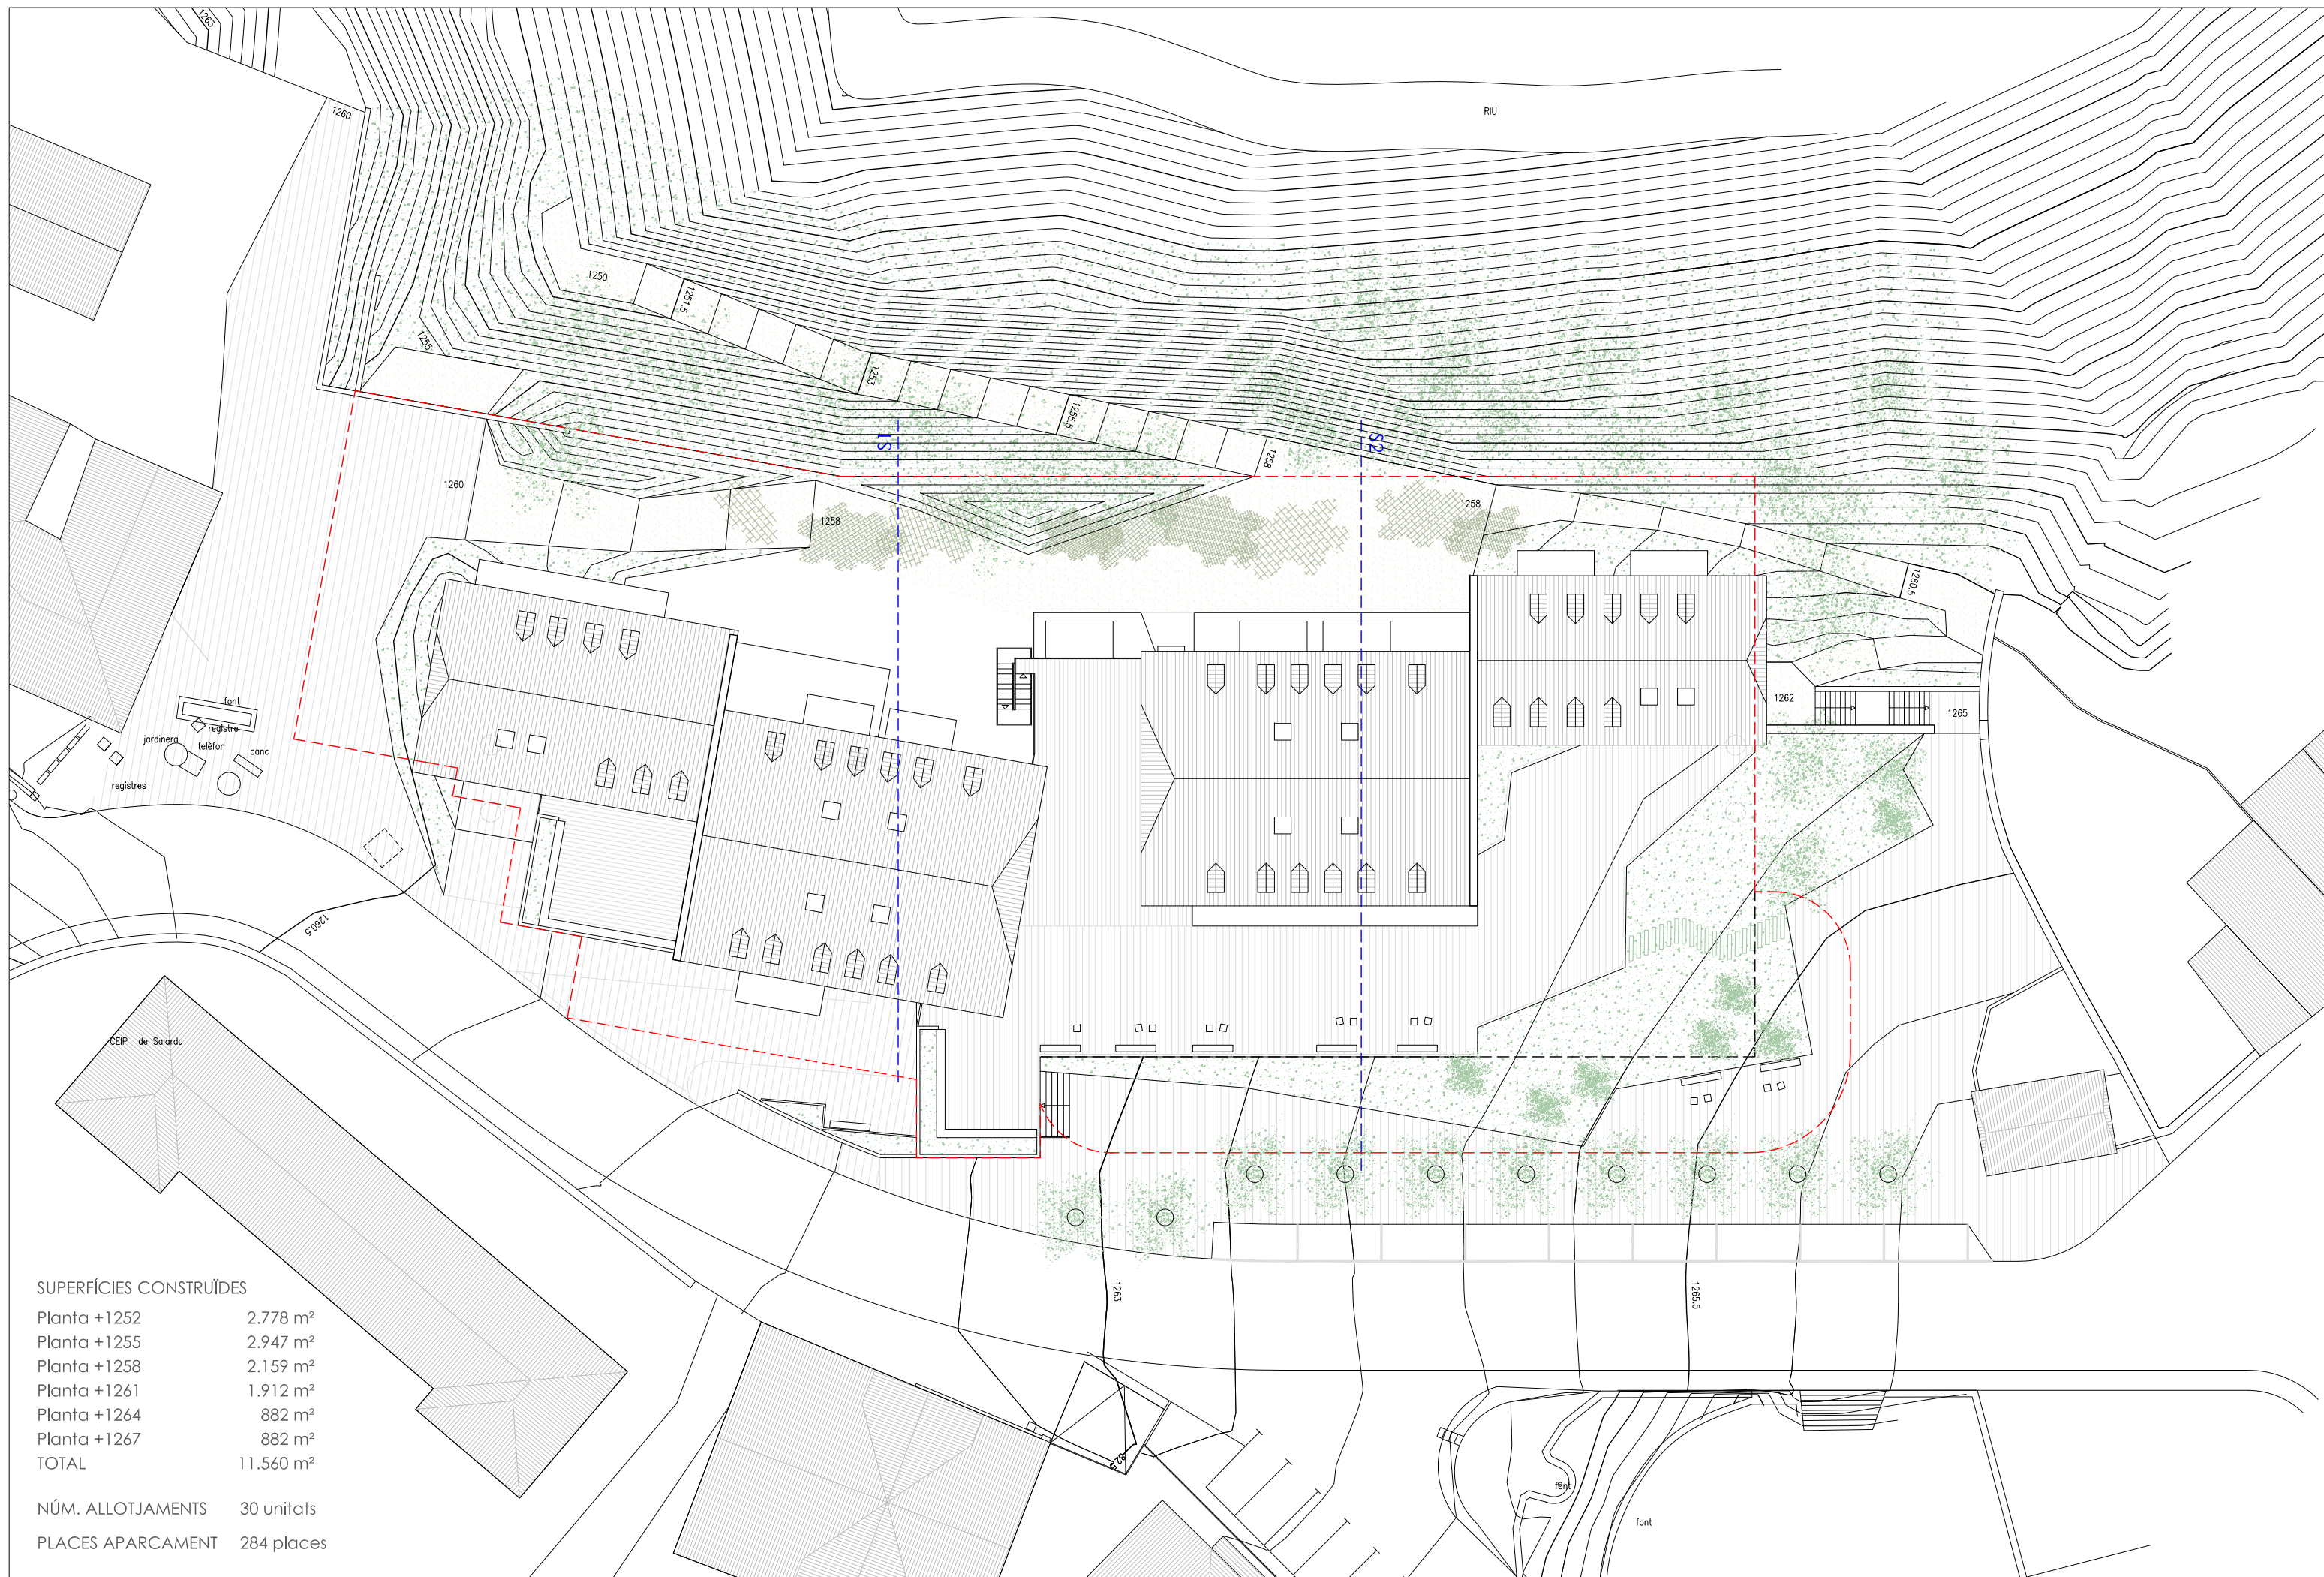 1263
1260
RIU
1250
1251.5
1255
1253
1255.5
S1
S2
1258
1260
1258
1258
1260.5
1262
1265
font
registre
jardinera
telèfon
banc
registres
1260.5
CEIP de Salardu
1263
1265.5
font
font
SUPERFÍCIES CONSTRUÏDES
Planta +1252 2.778 m²
Planta +1255 2.947 m²
Planta +1258 2.159 m²
Planta +1261 1.912 m²
Planta +1264 882 m²
Planta +1267 882 m²
TOTAL 11.560 m²
NÚM. ALLOTJAMENTS 30 unitats
PLACES APARCAMENT 284 places